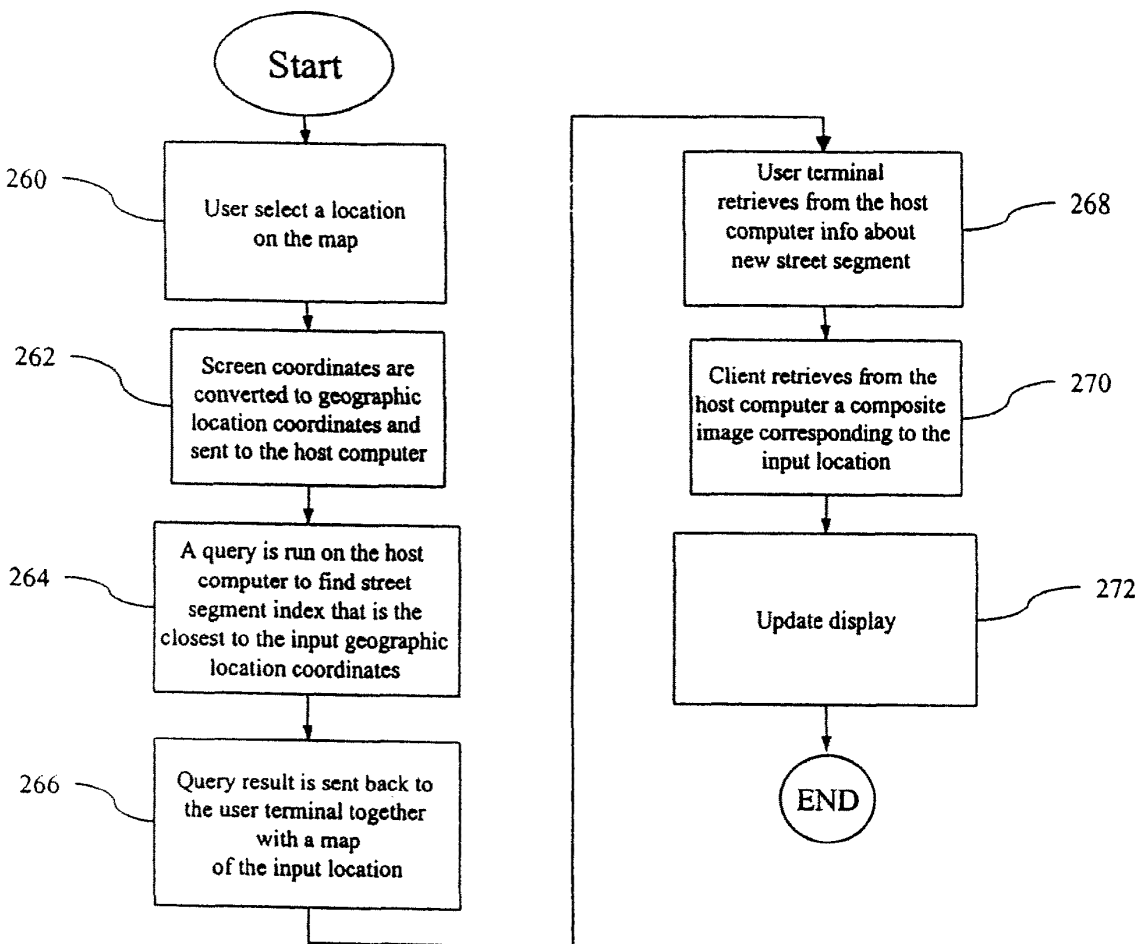 Start
260
User select a location
on the map
262
Screen coordinates are
converted to geographic
location coordinates and
sent to the host computer
264
A query is run on the host
computer to find street
segment index that is the
closest to the input geographic
location coordinates
266
Query result is sent back to
the user terminal together
with a map
of the input location
User terminal
retrieves from the host
computer info about
new street segment
268
Client retrieves from the
host computer a composite
image corresponding to the
input location
270
Update display
272
END